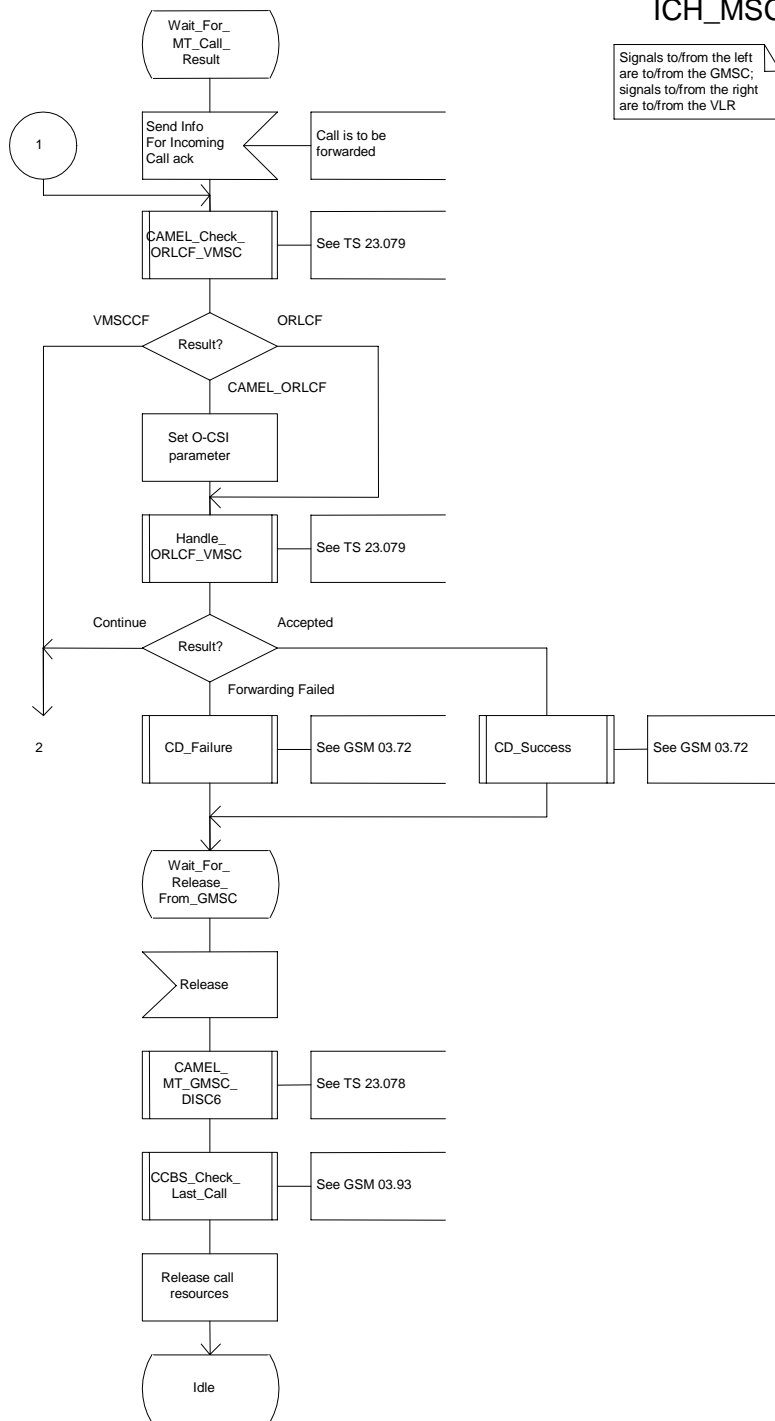 ICH_MSC
Wait_For_
MT_Call_
Result
Signals to/from the left
are to/from the GMSC;
signals to/from the right
are to/from the VLR
1
Send Info
For Incoming
Call ack
Call is to be
forwarded
CAMEL_Check_
ORLCF_VMSC
See TS 23.079
VMSCCF
ORLCF
Result?
CAMEL_ORLCF
Set O-CSI
parameter
Handle_
ORLCF_VMSC
See TS 23.079
Continue
Accepted
Result?
Forwarding Failed
2
CD_Failure
See GSM 03.72
CD_Success
See GSM 03.72
Wait_For_
Release_
From_GMSC
Release
CAMEL_
MT_GMSC_
DISC6
See TS 23.078
CCBS_Check_
Last_Call
See GSM 03.93
Release call
resources
Idle